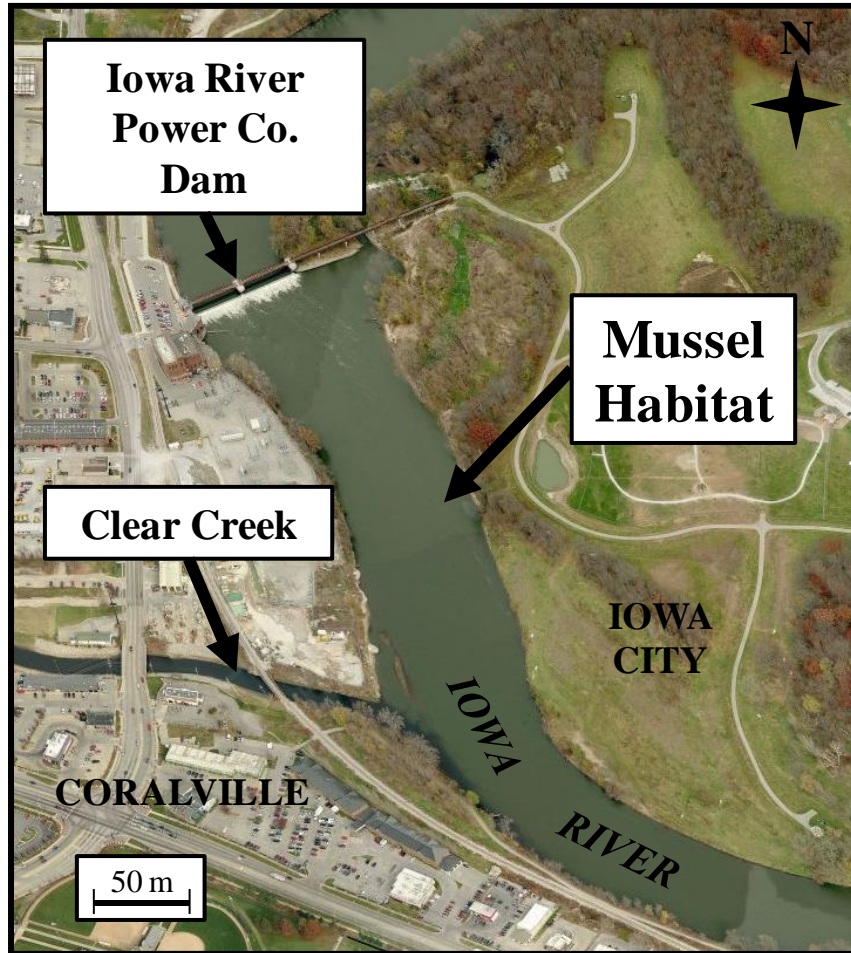 N
Iowa River
Power Co.
Dam
Mussel
Habitat
Clear Creek
IOWA
CITY
IOWA
RIVER
CORALVILLE
50 m